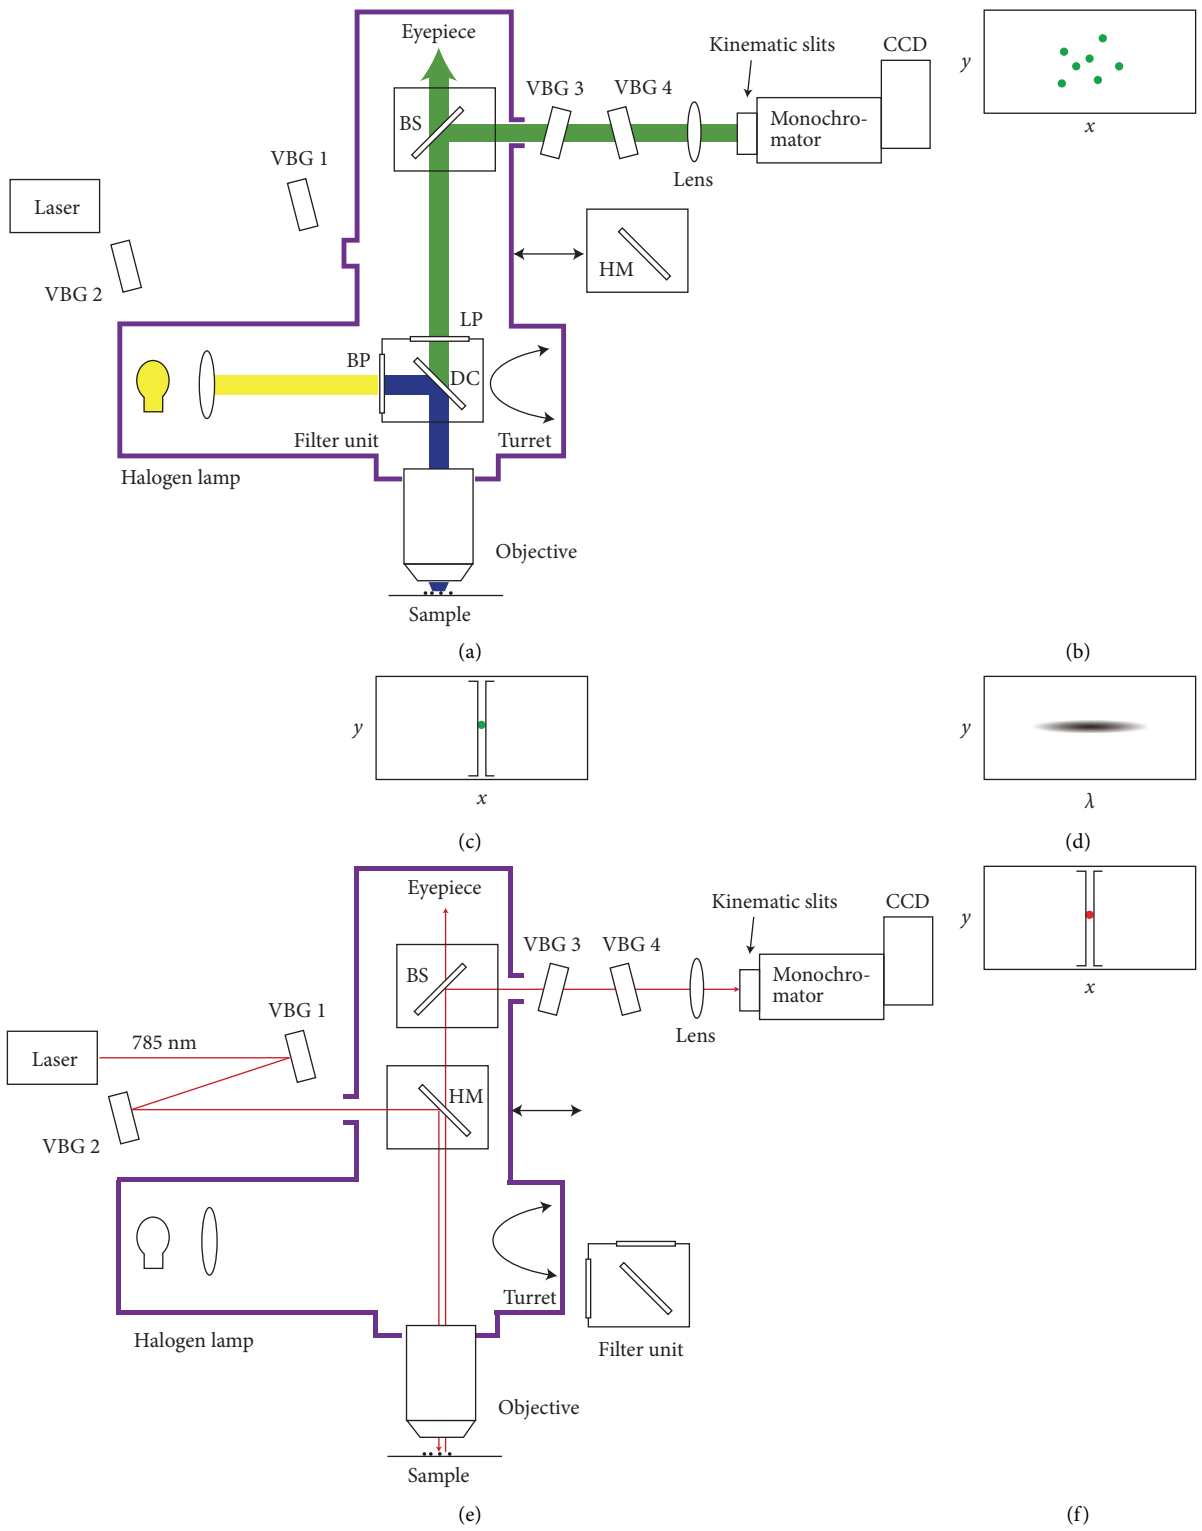 Eyepiece
Kinematic slits
CCD
VBG 3
VBG 4
BS
Monochro-
mator
Lens
VBG 1
Laser
VBG 2
HM
LP
BP
DC
Filter unit
Turret
Halogen lamp
Objective
Sample
(a)
y
x
(b)
y
x
(c)
y
λ
(d)
Eyepiece
Kinematic slits
CCD
VBG 3
VBG 4
BS
Monochro-
mator
Lens
VBG 1
785 nm
Laser
VBG 2
HM
Turret
Halogen lamp
Filter unit
Objective
Sample
(e)
y
x
(f)